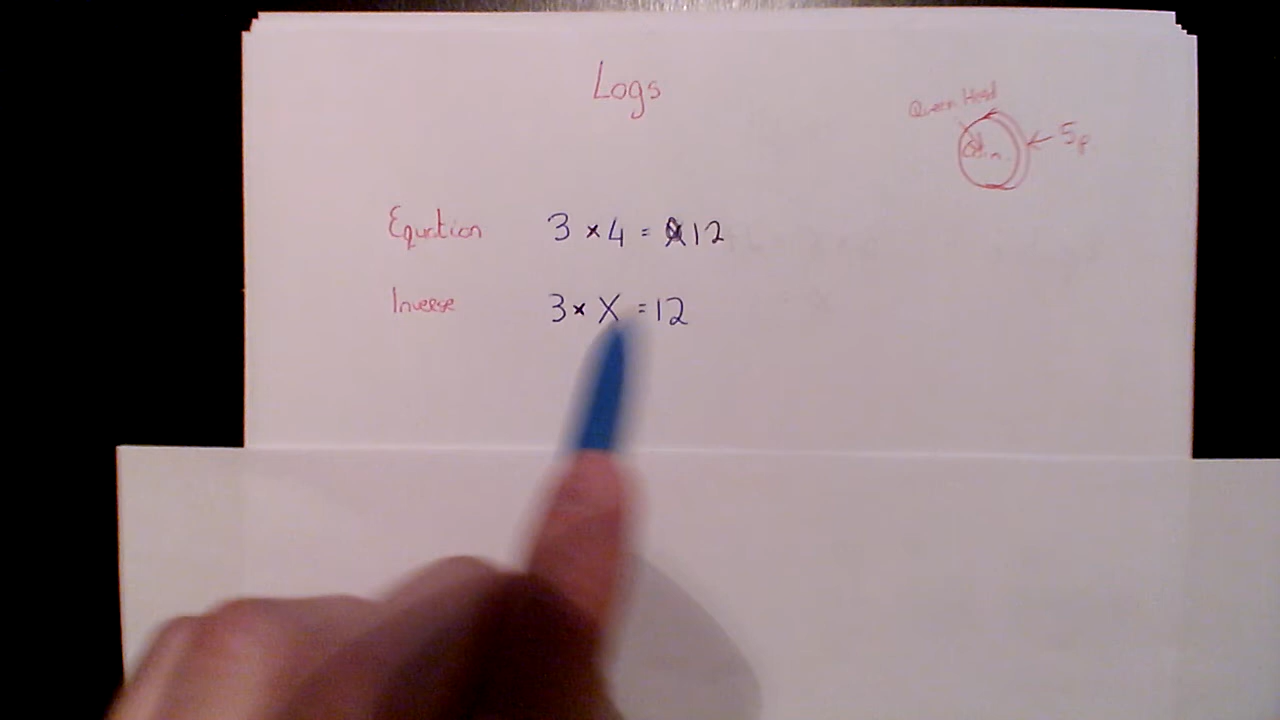 Logs
Queen Head
5p
Equation 3 × 4 = 12
Inverse 3 × X = 12